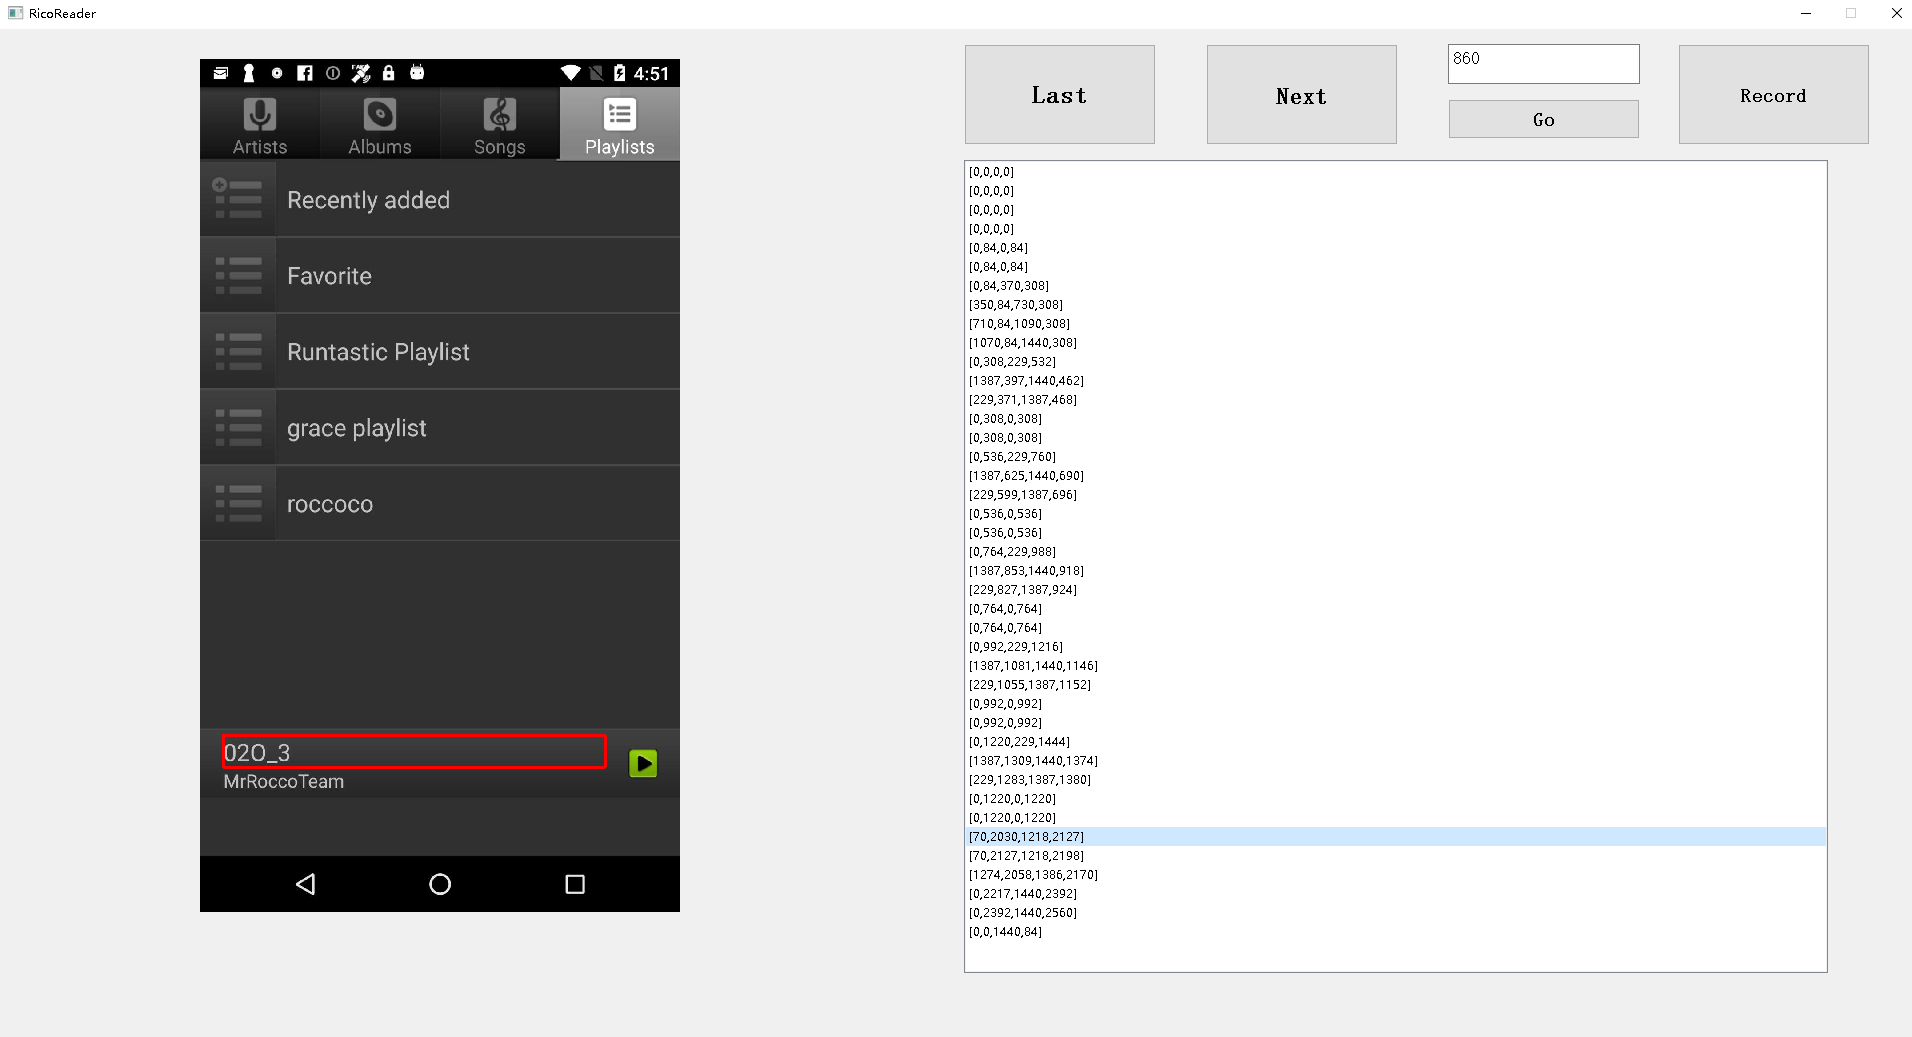 RicoReader
4:51
Artists
Albums
Songs
Playlists
Recently added
Favorite
Runtastic Playlist
grace playlist
roccoco
02O_3
MrRoccoTeam
Last
Next
860
Go
Record
[0,0,0,0]
[0,0,0,0]
[0,0,0,0]
[0,0,0,0]
[0,84,0,84]
[0,84,0,84]
[0,84,370,308]
[350,84,730,308]
[710,84,1090,308]
[1070,84,1440,308]
[0,308,229,532]
[1387,397,1440,462]
[229,371,1387,468]
[0,308,0,308]
[0,308,0,308]
[0,536,229,760]
[1387,625,1440,690]
[229,599,1387,696]
[0,536,0,536]
[0,536,0,536]
[0,764,229,988]
[1387,853,1440,918]
[229,827,1387,924]
[0,764,0,764]
[0,764,0,764]
[0,992,229,1216]
[1387,1081,1440,1146]
[229,1055,1387,1152]
[0,992,0,992]
[0,992,0,992]
[0,1220,229,1444]
[1387,1309,1440,1374]
[229,1283,1387,1380]
[0,1220,0,1220]
[0,1220,0,1220]
[70,2030,1218,2127]
[70,2127,1218,2198]
[1274,2058,1386,2170]
[0,2217,1440,2392]
[0,2392,1440,2560]
[0,0,1440,84]